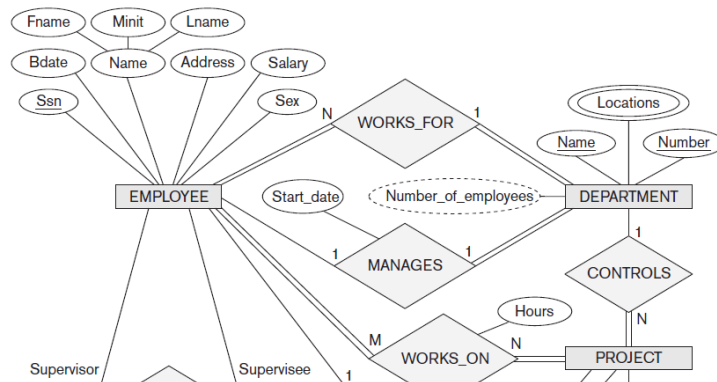 Fname Minit Lname
Bdate Name Address Salary
Ssn Sex
Locations
N 1
WORKS_FOR
Name Number
EMPLOYEE Start_date Number_of_employees DEPARTMENT
1 1 1
MANAGES
CONTROLS
Hours
N
M N
WORKS_ON PROJECT
Supervisor Supervisee 1